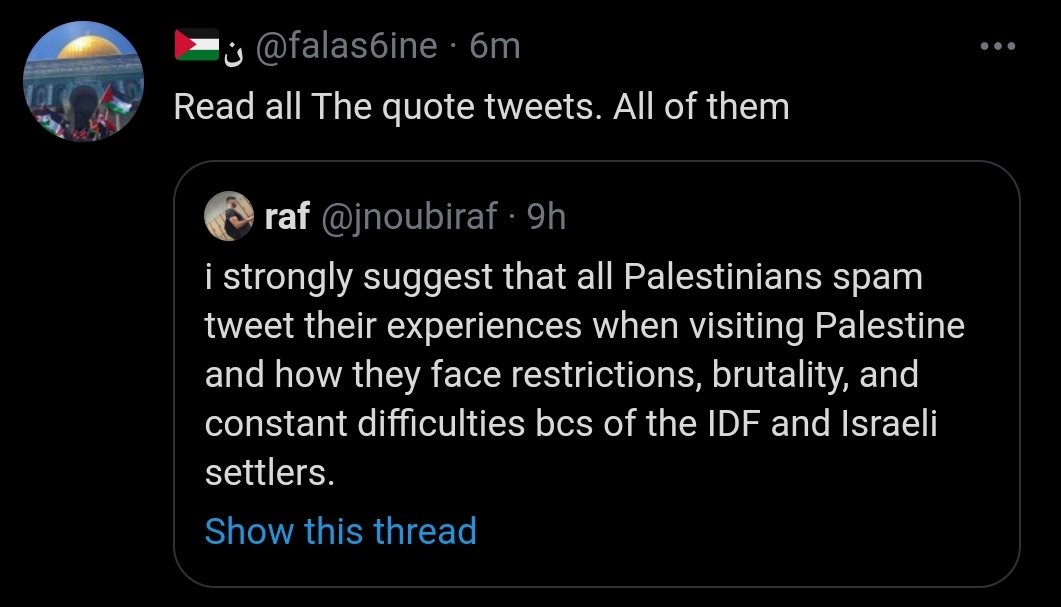 🇵🇸ن @falas6ine · 6m
Read all The quote tweets. All of them
raf @jnoubiraf · 9h
i strongly suggest that all Palestinians spam
tweet their experiences when visiting Palestine
and how they face restrictions, brutality, and
constant difficulties bcs of the IDF and Israeli
settlers.
Show this thread